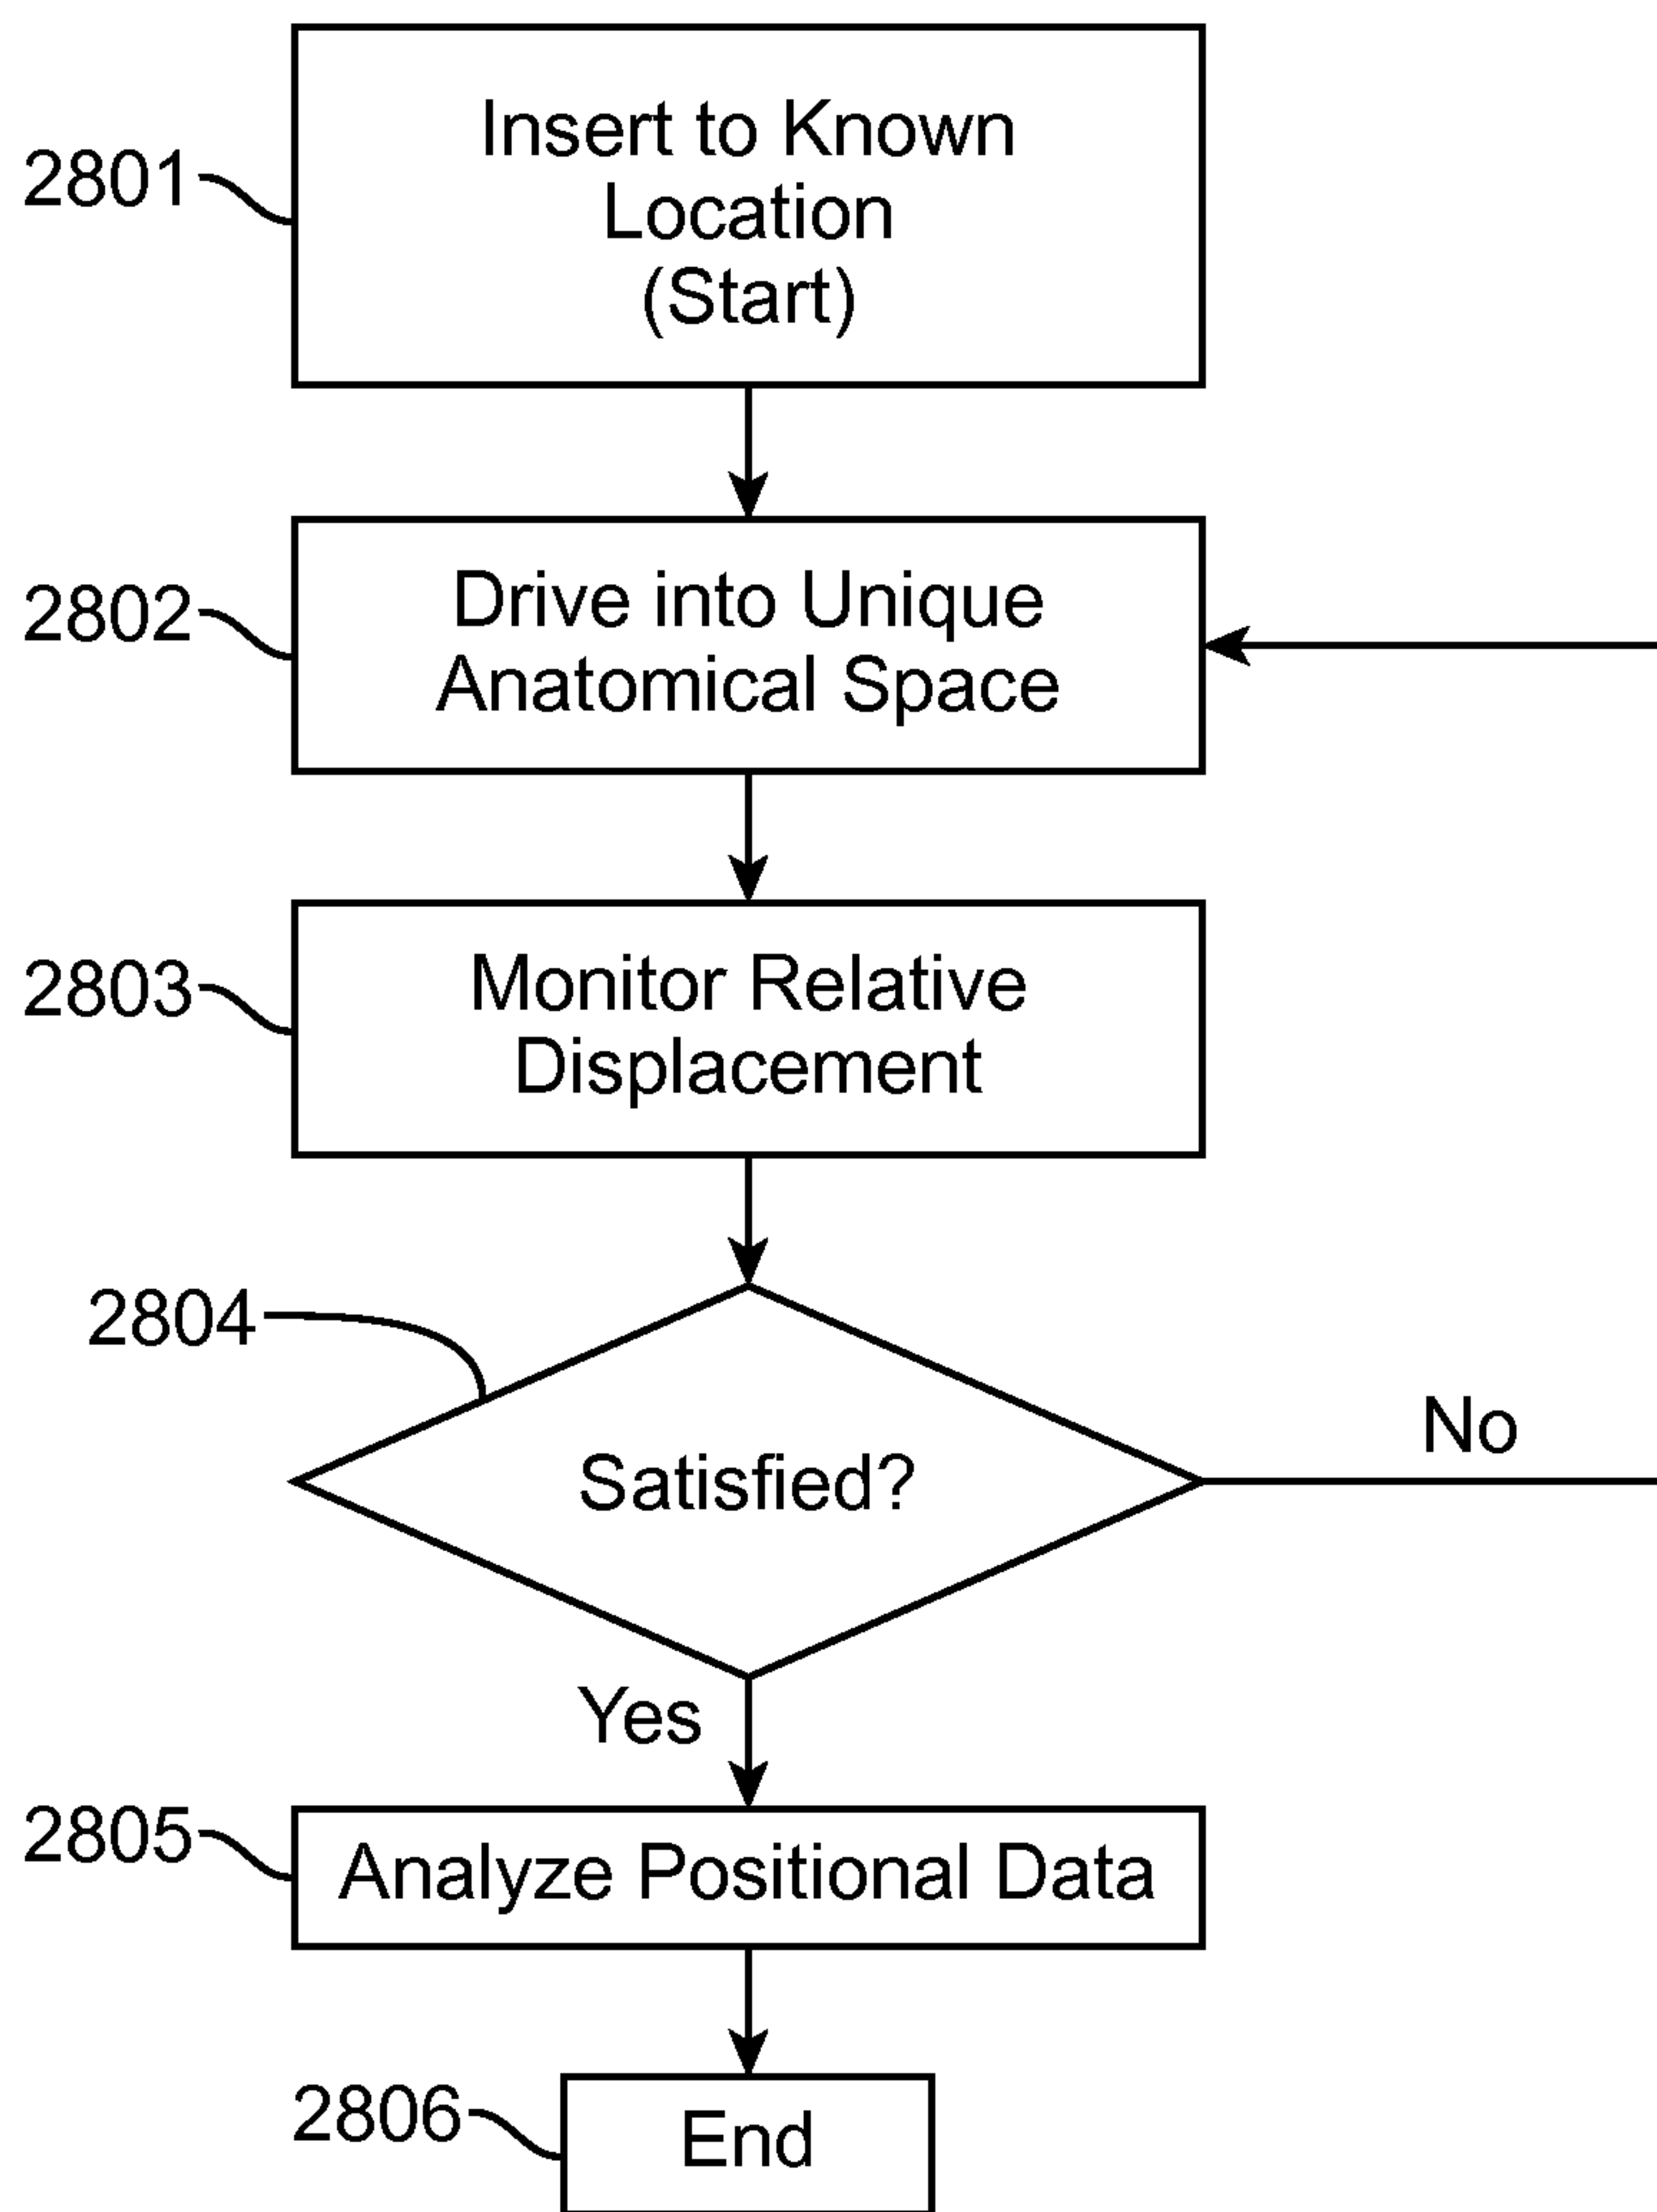 2801
Insert to Known
Location
(Start)
2802
Drive into Unique
Anatomical Space
2803
Monitor Relative
Displacement
2804
Satisfied?
No
Yes
2805
Analyze Positional Data
2806
End